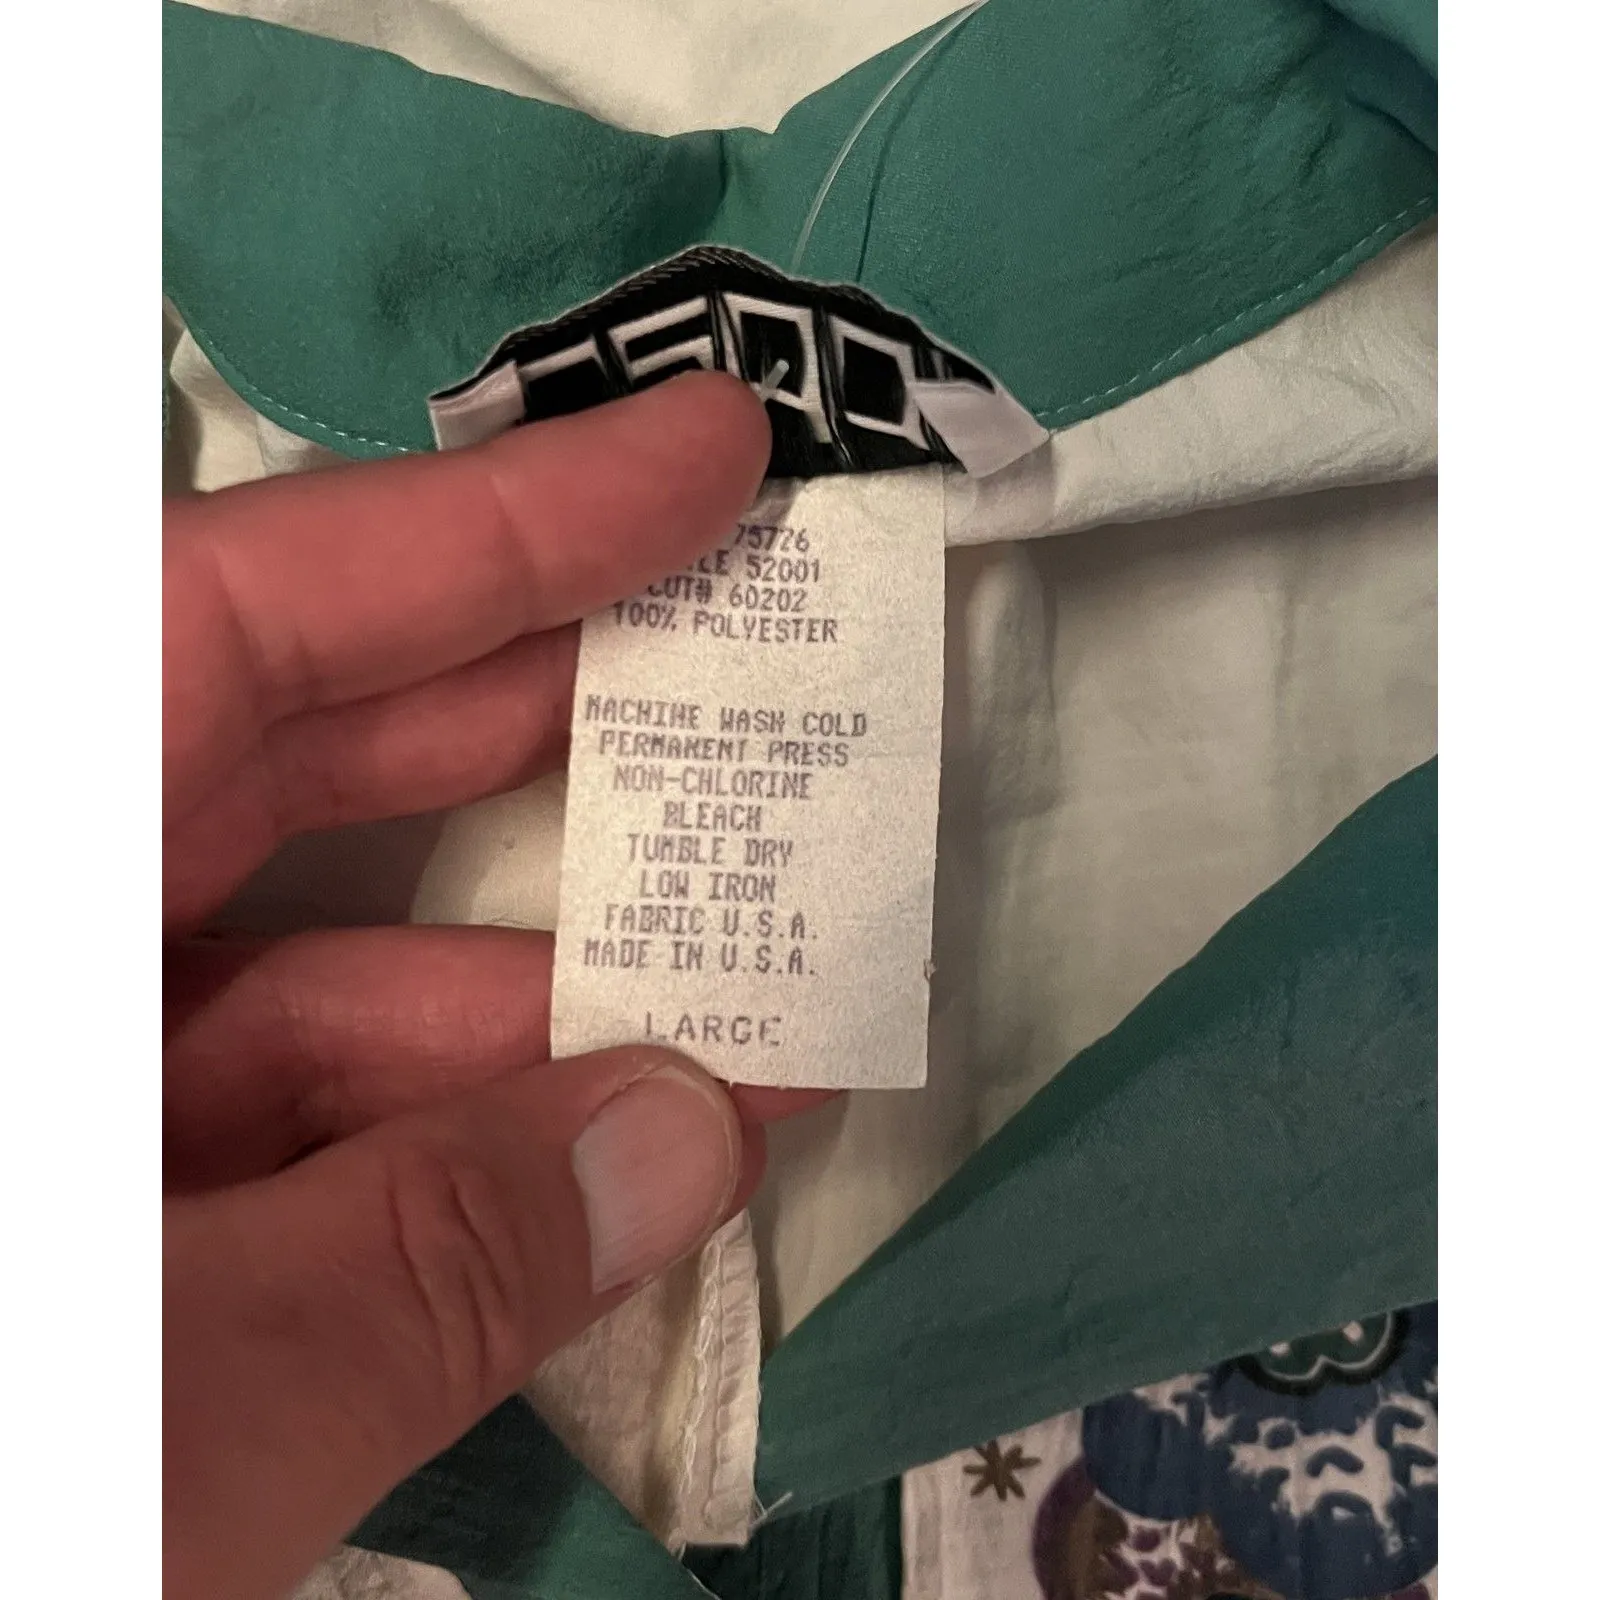 75726
52001
CUT# 60202
100% POLYESTER
MACHINE WASH COLD
PERMANENT PRESS
NON-CHLORINE
BLEACH
TUMBLE DRY
LOW IRON
FABRIC U.S.A.
MADE IN U.S.A.
LARGE